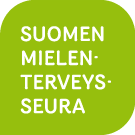 SUOMEN
MIELEN-
TERVEYS-
SEURA